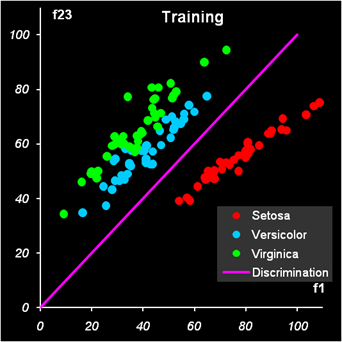 f23
Training
100
80
60
40
20
0
Setosa
Versicolor
Virginica
Discrimination
f1
0 20 40 60 80 100